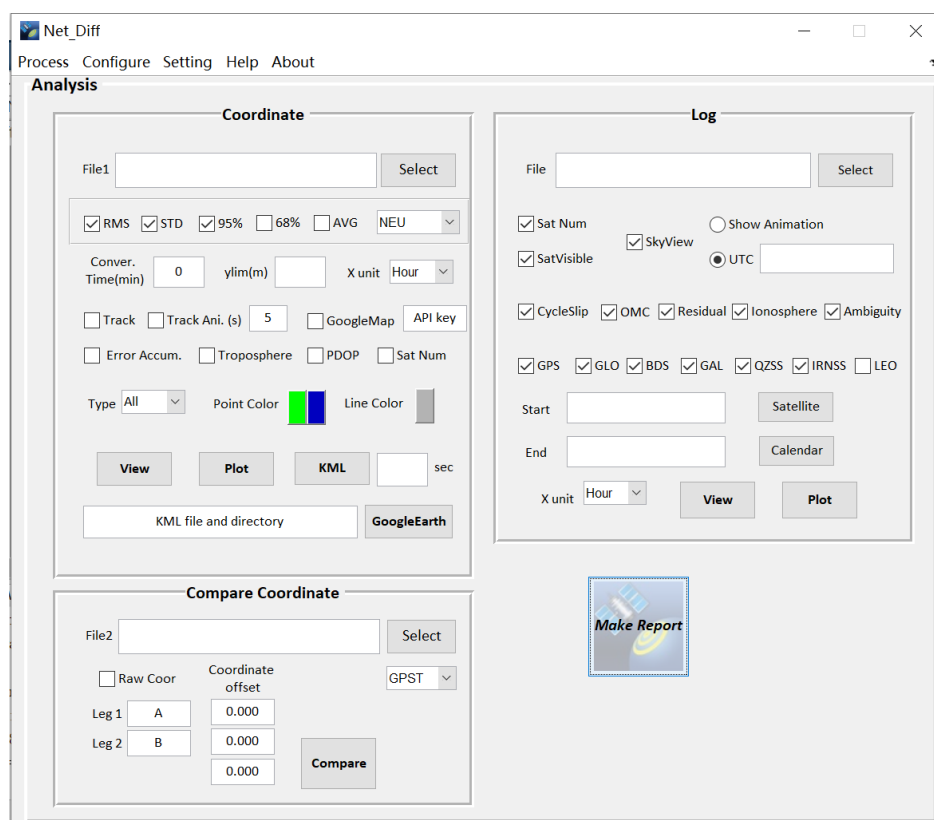 Net_Diff
Process Configure Setting Help About
Analysis
Coordinate
File1 Select
RMS STD 95% 68% AVG NEU
Conver. Time(min) 0 ylim(m) X unit Hour
Track Track Ani. (s) 5 GoogleMap API key
Error Accum. Troposphere PDOP Sat Num
Type All Point Color Line Color
View Plot KML sec
KML file and directory GoogleEarth
Compare Coordinate
File2 Select
Raw Coor Coordinate offset GPST
Leg 1 A 0.000
Leg 2 B 0.000
0.000 Compare
Log
File Select
Sat Num SkyView Show Animation
SatVisible UTC
CycleSlip OMC Residual Ionosphere Ambiguity
GPS GLO BDS GAL QZSS IRNSS LEO
Start Satellite
End Calendar
X unit Hour View Plot
Make Report